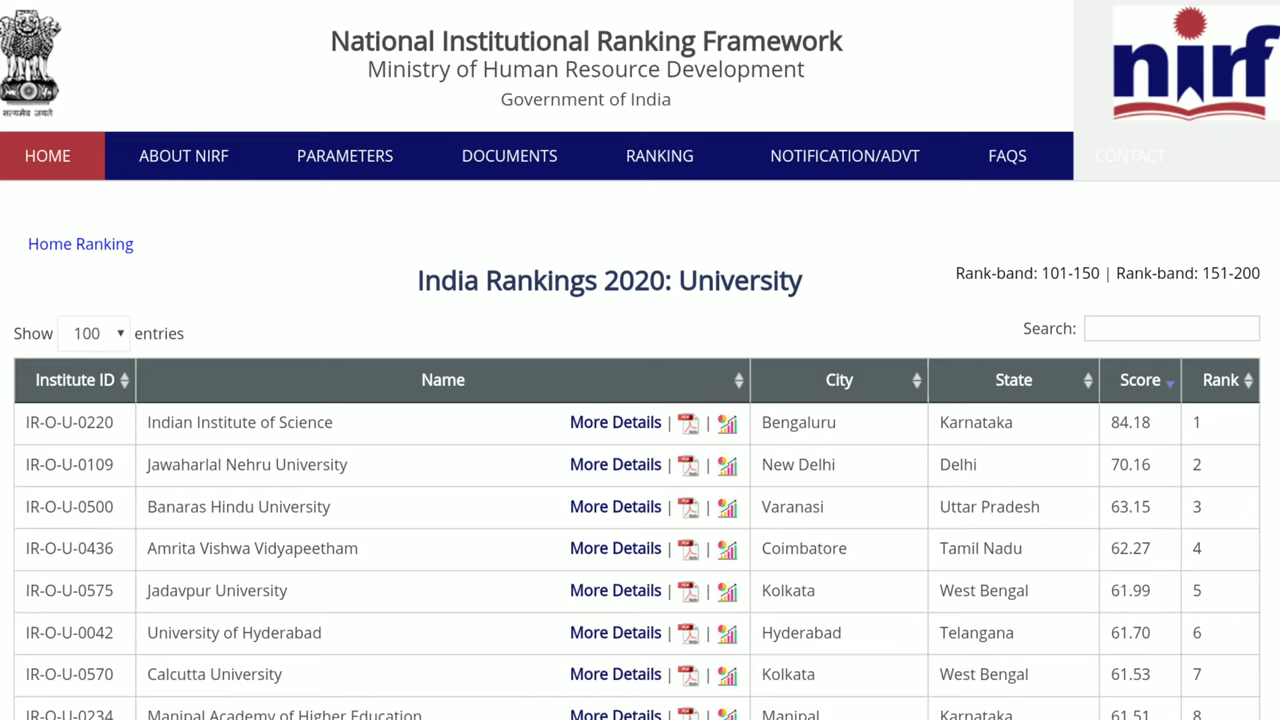 सत्यमेव जयते
National Institutional Ranking Framework
Ministry of Human Resource Development
Government of India
nirf
HOME ABOUT NIRF PARAMETERS DOCUMENTS RANKING NOTIFICATION/ADVT FAQS CONTACT
Home Ranking
India Rankings 2020: University
Rank-band: 101-150 | Rank-band: 151-200
Show 100 entries
Search:
Institute ID Name City State Score Rank
IR-O-U-0220 Indian Institute of Science More Details | | Bengaluru Karnataka 84.18 1
IR-O-U-0109 Jawaharlal Nehru University More Details | | New Delhi Delhi 70.16 2
IR-O-U-0500 Banaras Hindu University More Details | | Varanasi Uttar Pradesh 63.15 3
IR-O-U-0436 Amrita Vishwa Vidyapeetham More Details | | Coimbatore Tamil Nadu 62.27 4
IR-O-U-0575 Jadavpur University More Details | | Kolkata West Bengal 61.99 5
IR-O-U-0042 University of Hyderabad More Details | | Hyderabad Telangana 61.70 6
IR-O-U-0570 Calcutta University More Details | | Kolkata West Bengal 61.53 7
IR-O-U-0234 Manipal Academy of Higher Education More Details | | Manipal Karnataka 61.51 8